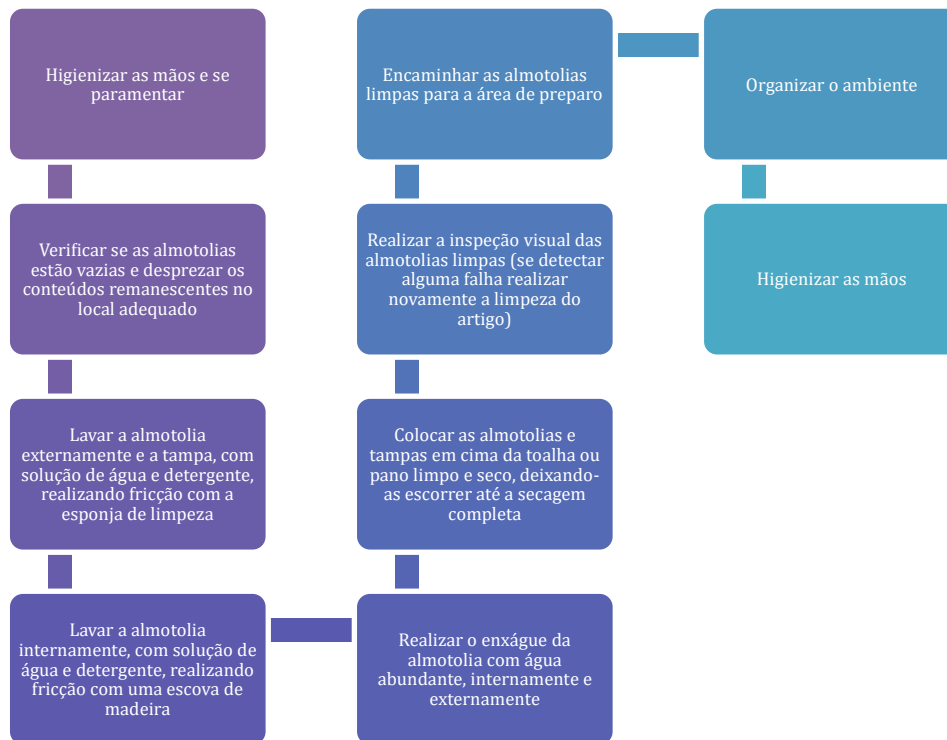 Higienizar as mãos e se
paramentar
Verificar se as almotolias
estão vazias e desprezar os
conteúdos remanescentes no
local adequado
Lavar a almotolia
externamente e a tampa, com
solução de água e detergente,
realizando fricção com a
esponja de limpeza
Lavar a almotolia
internamente, com solução de
água e detergente, realizando
fricção com uma escova de
madeira
Realizar o enxágue da
almotolia com água
abundante, internamente e
externamente
Colocar as almotolias e
tampas em cima da toalha ou
pano limpo e seco, deixando-
as escorrer até a secagem
completa
Realizar a inspeção visual das
almotolias limpas (se detectar
alguma falha realizar
novamente a limpeza do
artigo)
Encaminhar as almotolias
limpas para a área de preparo
Organizar o ambiente
Higienizar as mãos